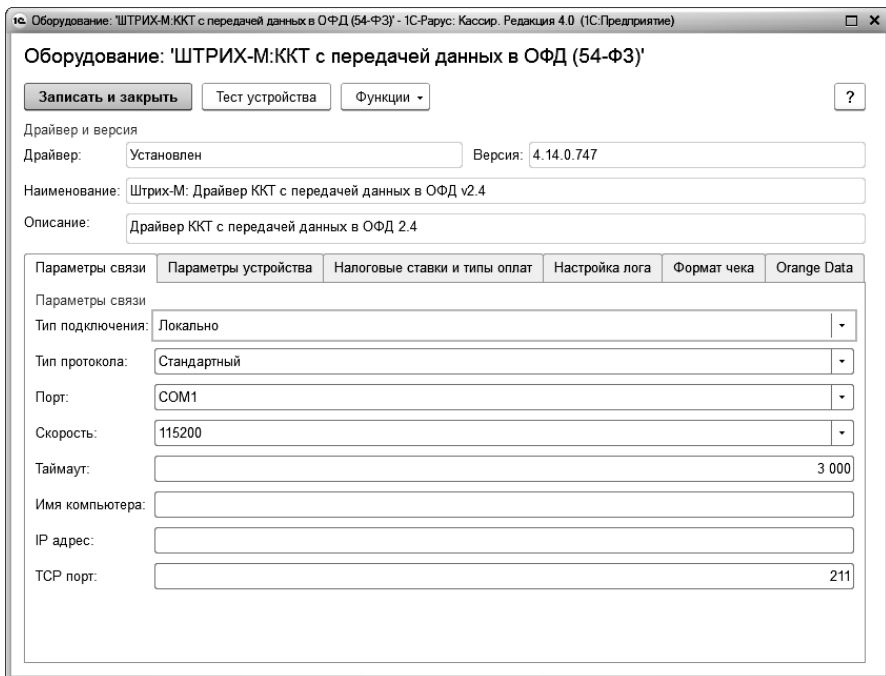 1С Оборудование: 'ШТРИХ-М:ККТ с передачей данных в ОФД (54-ФЗ)' - 1С-Рарус: Кассир. Редакция 4.0 (1С:Предприятие)
Оборудование: 'ШТРИХ-М:ККТ с передачей данных в ОФД (54-ФЗ)'
Записать и закрыть Тест устройства Функции ?
Драйвер и версия
Драйвер: Установлен Версия: 4.14.0.747
Наименование: Штрих-М: Драйвер ККТ с передачей данных в ОФД v2.4
Описание: Драйвер ККТ с передачей данных в ОФД 2.4
Параметры связи Параметры устройства Налоговые ставки и типы оплат Настройка лога Формат чека Orange Data
Параметры связи
Тип подключения: Локально
Тип протокола: Стандартный
Порт: COM1
Скорость: 115200
Таймаут: 3 000
Имя компьютера:
IP адрес:
TCP порт: 211